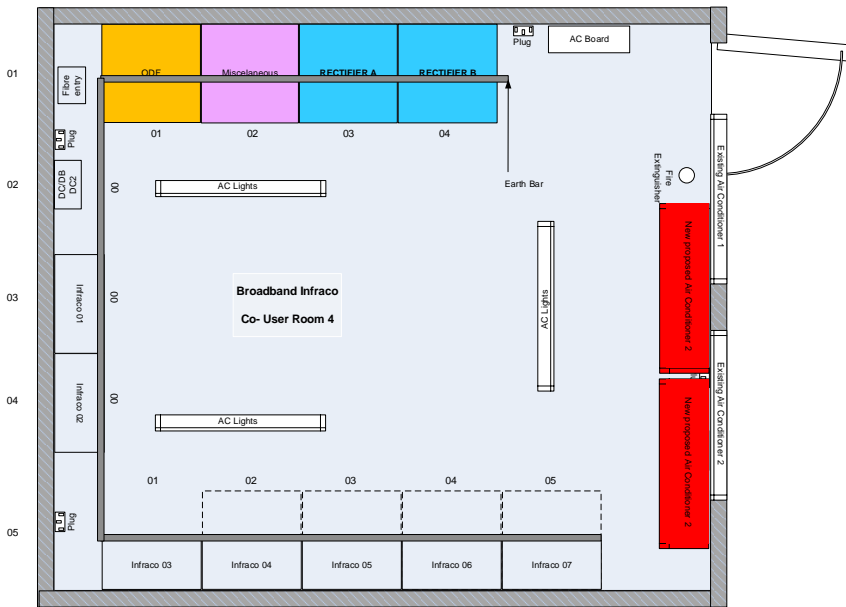 Plug
AC Board
01
Fibre
entry
ODF
Miscelaneous
RECTIFIER A
RECTIFIER B
01
02
03
04
Plug
02
DC/DB
DC2
00
AC Lights
Earth Bar
Fire
Extinguisher
Existing Air Conditioner 1
New proposed Air Conditioner 2
03
Infraco 01
00
Broadband Infraco
Co- User Room 4
AC Lights
04
Infraco 02
00
AC Lights
Existing Air Conditioner 2
New proposed Air Conditioner 2
01
02
03
04
05
05
Plug
Infraco 03
Infraco 04
Infraco 05
Infraco 06
Infraco 07